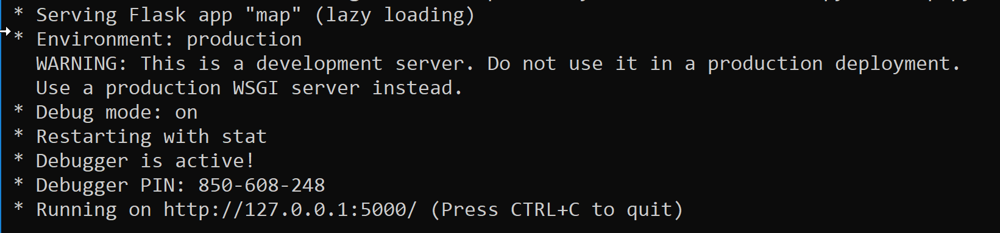 * Serving Flask app "map" (lazy loading)
* Environment: production
WARNING: This is a development server. Do not use it in a production deployment.
Use a production WSGI server instead.
* Debug mode: on
* Restarting with stat
* Debugger is active!
* Debugger PIN: 850-608-248
* Running on http://127.0.0.1:5000/ (Press CTRL+C to quit)